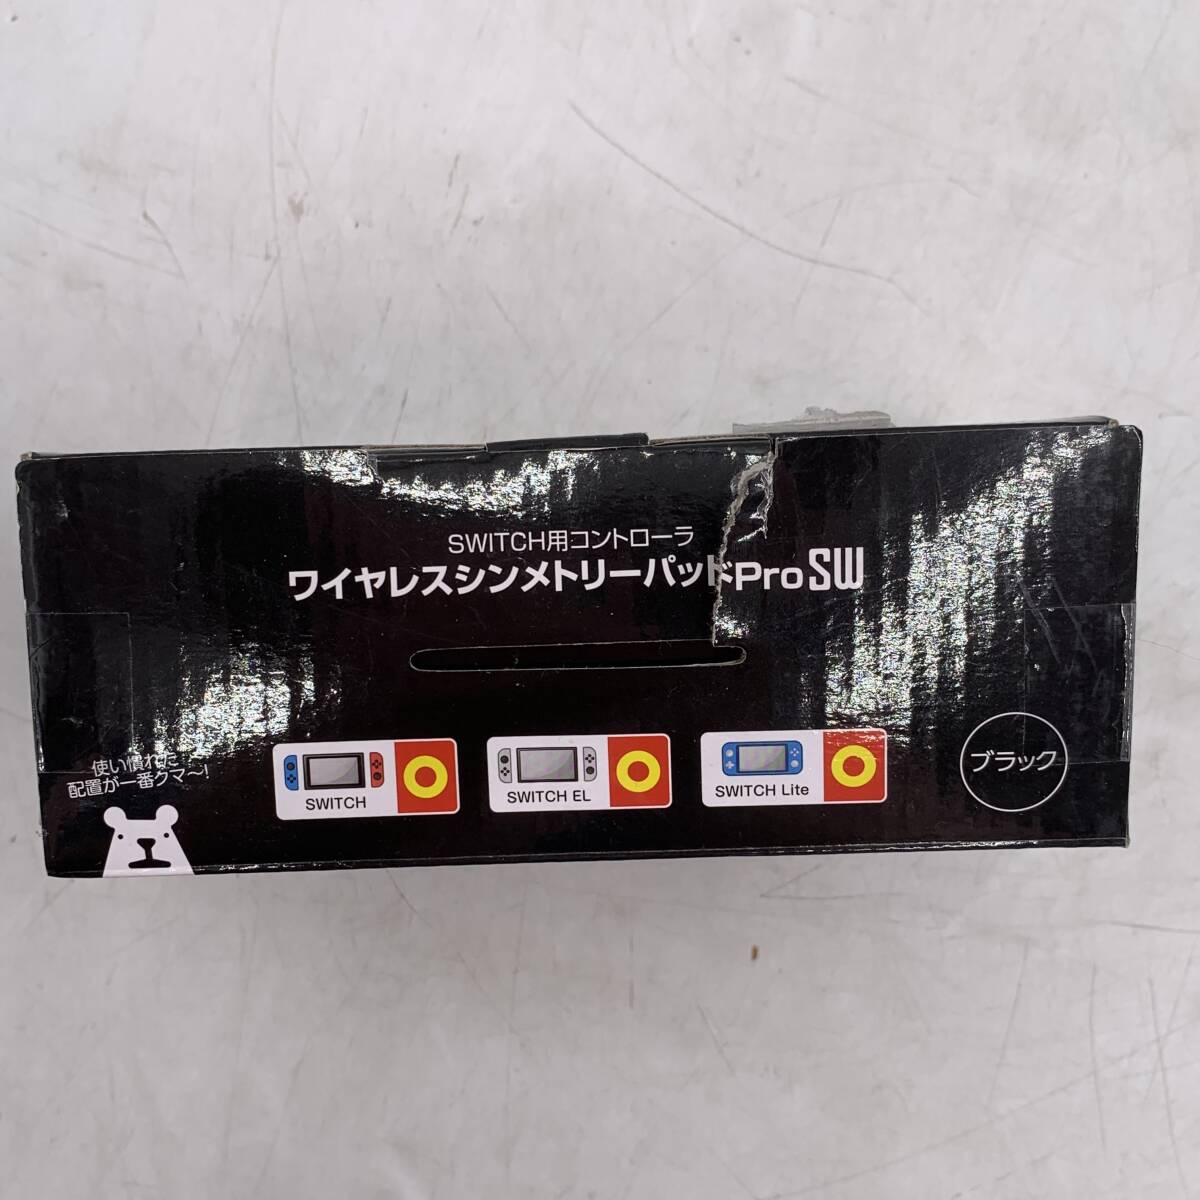 SWITCH用コントローラ
ワイヤレスシンメトリーパッドProSW
使い慣れた
配置が一番クマ〜!
SWITCH
SWITCH EL
SWITCH Lite
ブラック